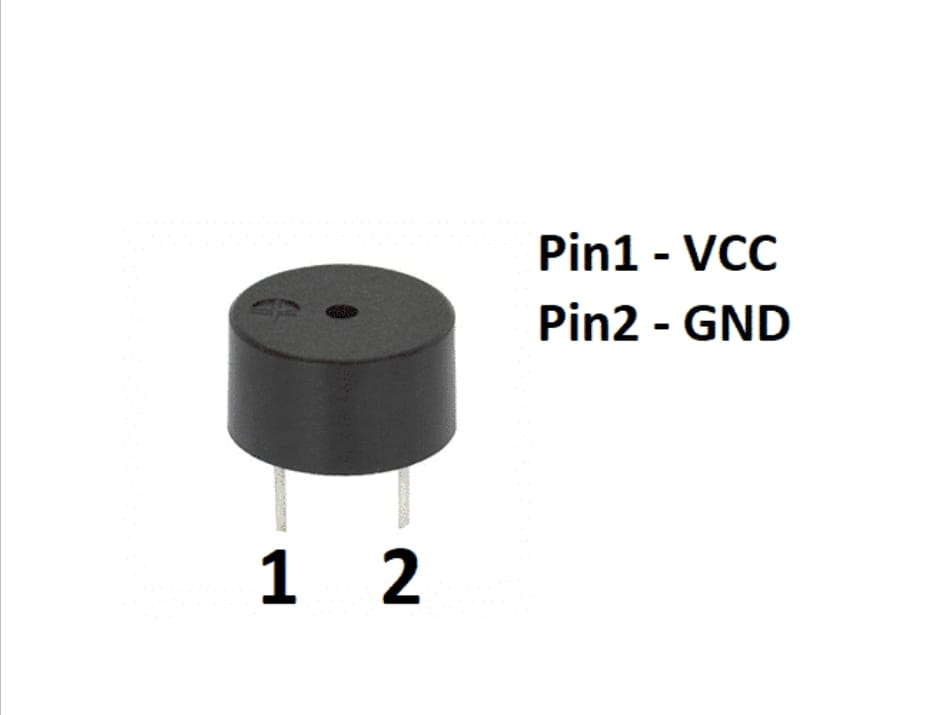 Pin1 - VCC
Pin2 - GND
+
1
2